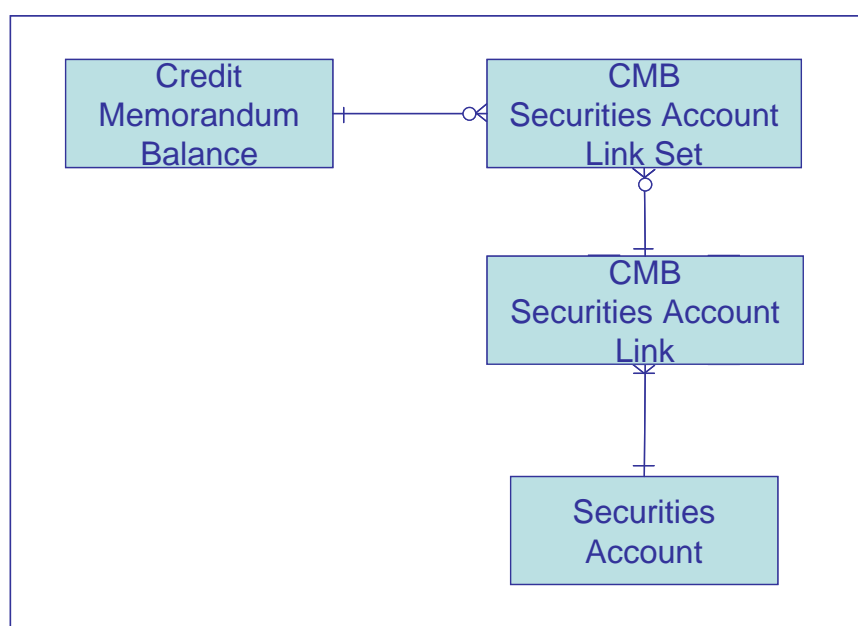 Credit
Memorandum
Balance
CMB
Securities Account
Link Set
CMB
Securities Account
Link
Securities
Account